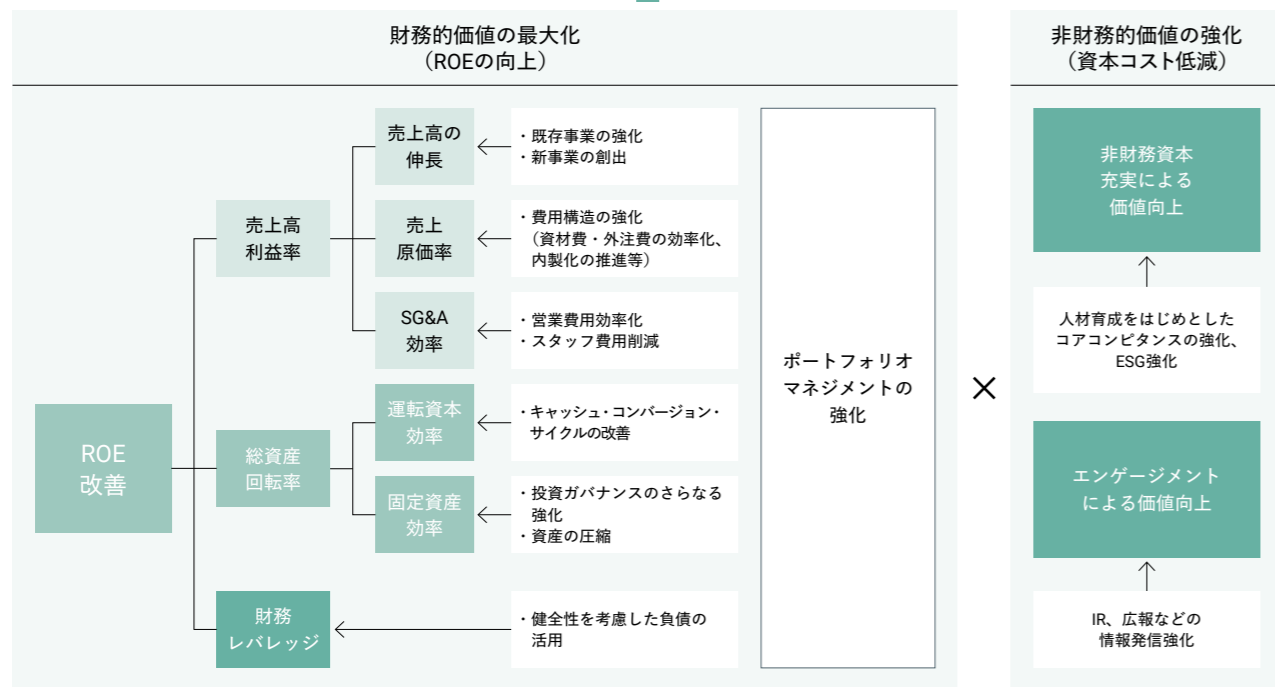 財務的価値の最大化
（ROEの向上）
ROE
改善
売上高
利益率
売上高の
伸長
・既存事業の強化
・新事業の創出
売上
原価率
・費用構造の強化
（資材費・外注費の効率化、
内製化の推進等）
SG&A
効率
・営業費用効率化
・スタッフ費用削減
総資産
回転率
運転資本
効率
・キャッシュ・コンバージョン・
サイクルの改善
固定資産
効率
・投資ガバナンスのさらなる
強化
・資産の圧縮
財務
レバレッジ
・健全性を考慮した負債の
活用
ポートフォリオ
マネジメントの
強化
×
非財務的価値の強化
（資本コスト低減）
非財務資本
充実による
価値向上
人材育成をはじめとした
コアコンピタンスの強化、
ESG強化
エンゲージメント
による価値向上
IR、広報などの
情報発信強化